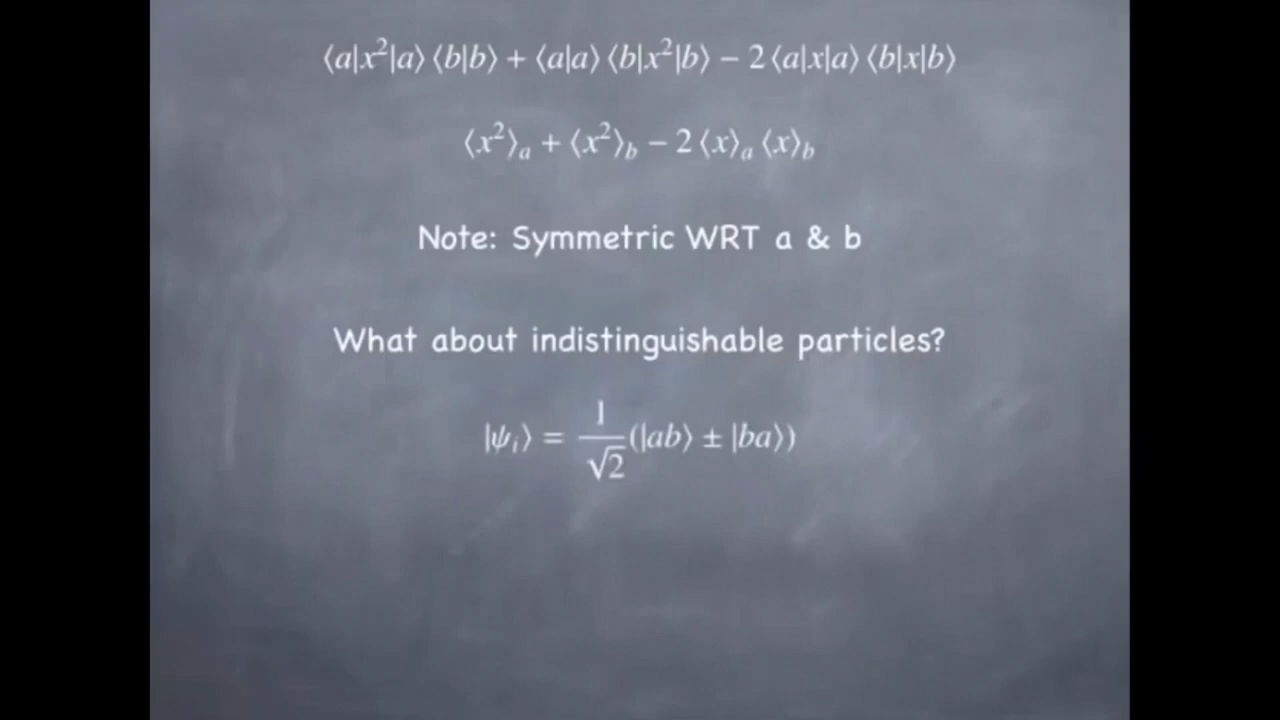 ⟨a|x²|a⟩ ⟨b|b⟩ + ⟨a|a⟩ ⟨b|x²|b⟩ − 2 ⟨a|x|a⟩ ⟨b|x|b⟩
⟨x²⟩ₐ + ⟨x²⟩_b − 2 ⟨x⟩ₐ ⟨x⟩_b
Note: Symmetric WRT a & b
What about indistinguishable particles?
|ψᵢ⟩ = 1/√2 (|ab⟩ ± |ba⟩)